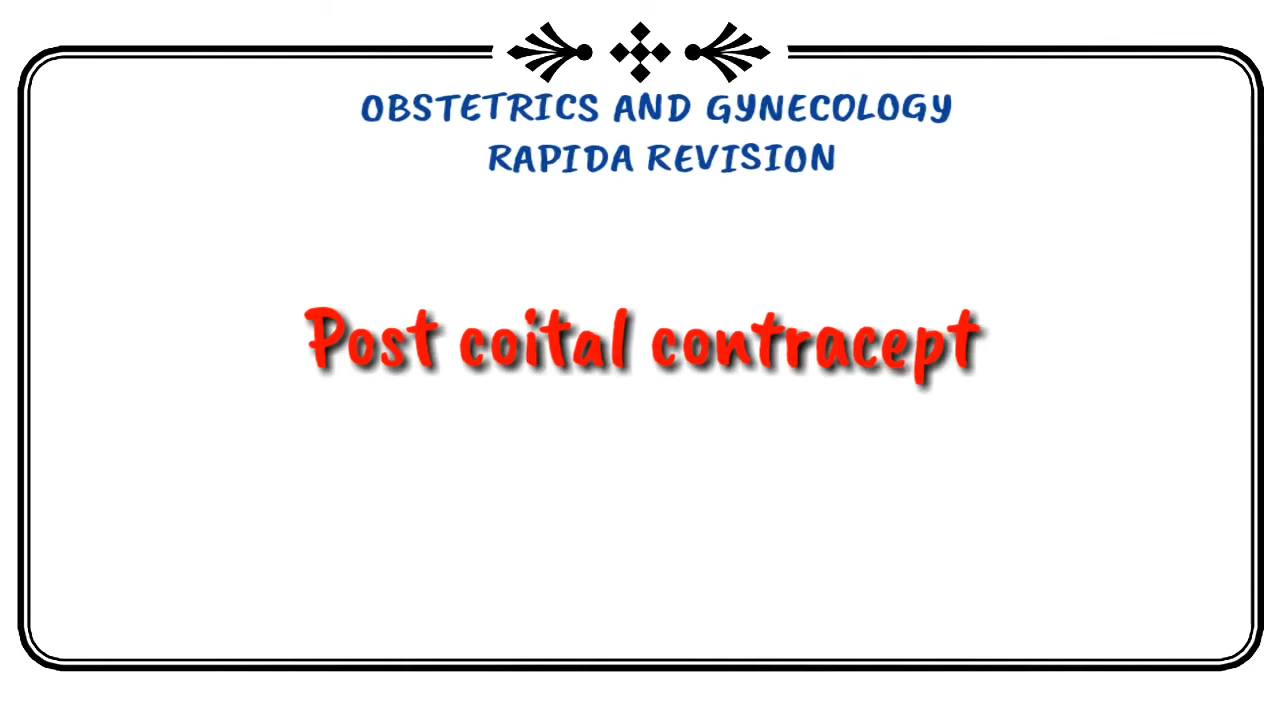 OBSTETRICS AND GYNECOLOGY
RAPIDA REVISION
Post coital contracept